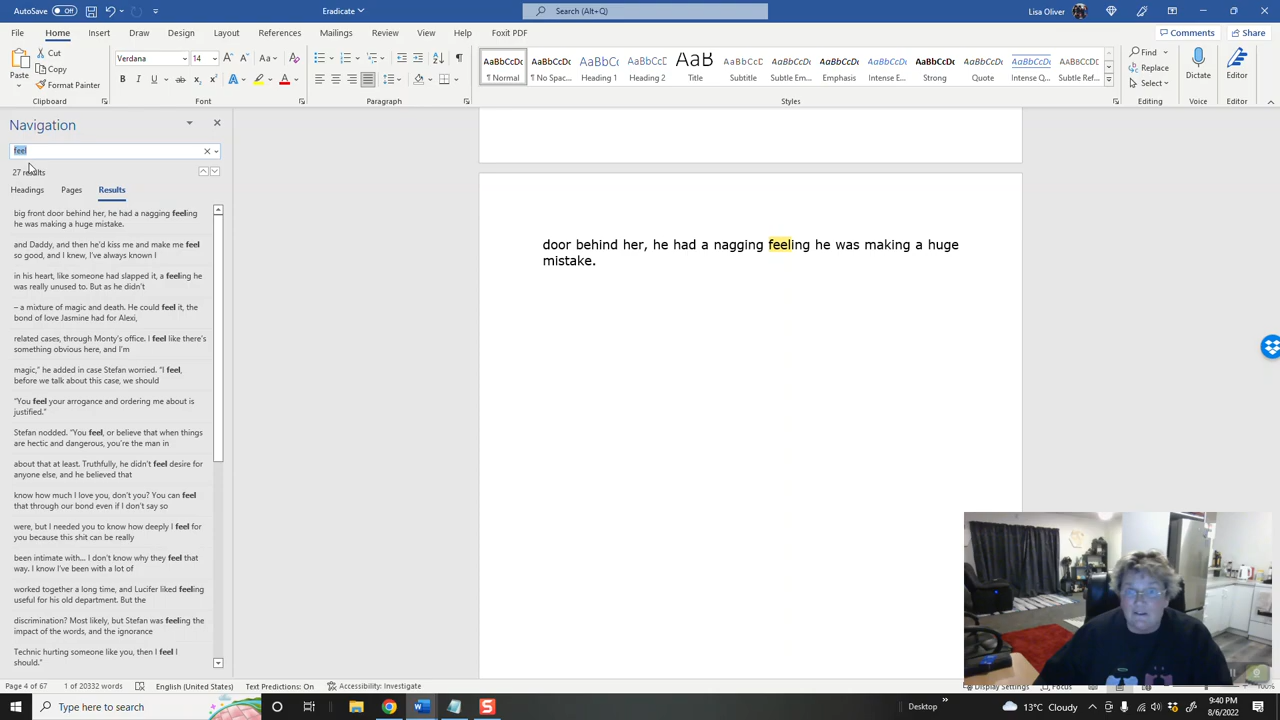 AutoSave Off Eradicate Search (Alt+Q) Lisa Oliver
File Home Insert Draw Design Layout References Mailings Review View Help Foxit PDF Comments Share
Paste Cut Copy Format Painter Clipboard
Verdana 14 Font
Paragraph
AaBbCcDc ¶ Normal
AaBbCcDc ¶ No Spac...
AaBbCc Heading 1
AaBbCcD Heading 2
AaB Title
AaBbCcD Subtitle
AaBbCcDc Subtle Em...
AaBbCcDc Emphasis
AaBbCcDc Intense E...
AaBbCcDc Strong
AaBbCcDc Quote
AaBbCcDc Intense Q...
AaBbCcDc Subtle Ref...
Styles
Find Replace Select Editing
Dictate Voice
Editor Editor
Navigation
feel
27 results
Headings Pages Results
big front door behind her, he had a nagging feeling
he was making a huge mistake.
and Daddy, and then he'd kiss me and make me feel
so good, and I knew, I've always known I
in his heart, like someone had slapped it, a feeling he
was really unused to. But as he didn't
– a mixture of magic and death. He could feel it, the
bond of love Jasmine had for Alexi,
related cases, through Monty's office. I feel like there's
something obvious here, and I'm
magic," he added in case Stefan worried. "I feel,
before we talk about this case, we should
"You feel your arrogance and ordering me about is
justified."
Stefan nodded. "You feel, or believe that when things
are hectic and dangerous, you're the man in
about that at least. Truthfully, he didn't feel desire for
anyone else, and he believed that
know how much I love you, don't you? You can feel
that through our bond even if I don't say so
were, but I needed you to know how deeply I feel for
you because this shit can be really
been intimate with... I don't know why they feel that
way. I know I've been with a lot of
worked together a long time, and Lucifer liked feeling
useful for his old department. But the
discrimination? Most likely, but Stefan was feeling the
impact of the words, and the ignorance
Technic hurting someone like you, then I feel I
should."
door behind her, he had a nagging feeling he was making a huge
mistake.
Page 4 of 67 1 of 20332 words English (United States) Text Predictions: On Accessibility: Investigate Display Settings Focus 100%
Type here to search Desktop 13°C Cloudy 9:40 PM
8/6/2022